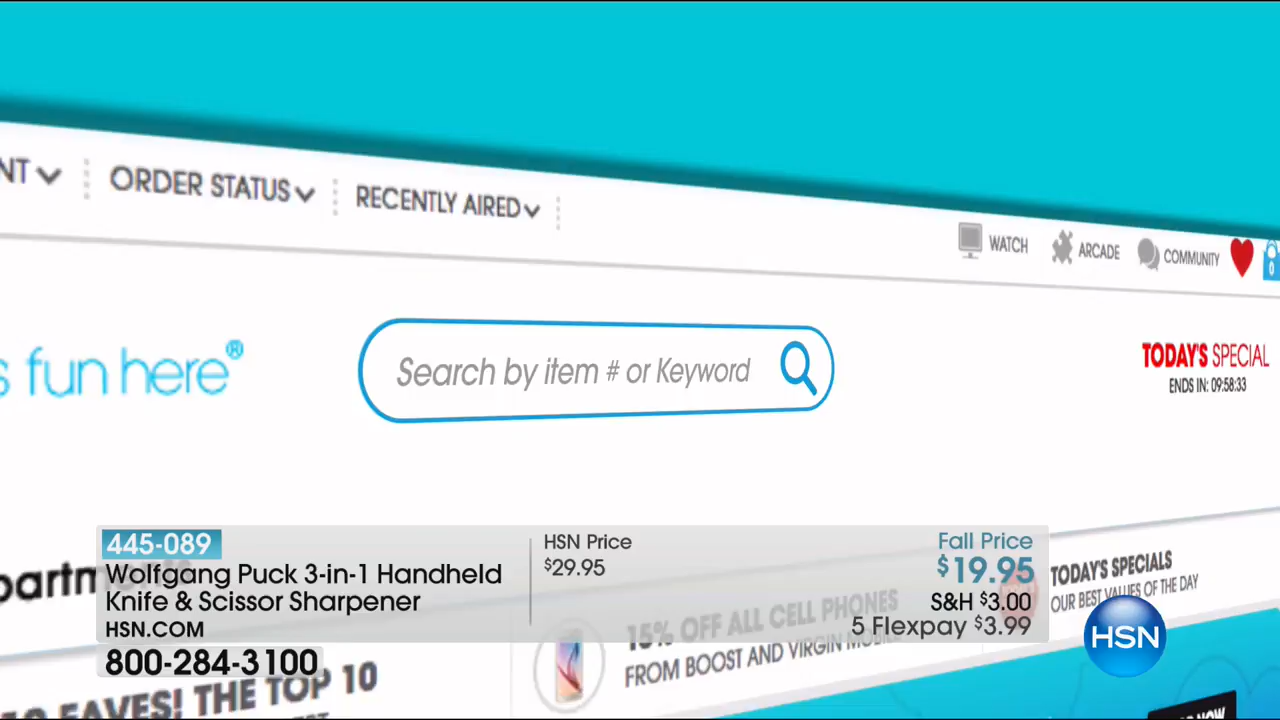 NT
ORDER STATUS
RECENTLY AIRED
WATCH
ARCADE
COMMUNITY
s fun here®
Search by item # or Keyword
TODAY'S SPECIAL
ENDS IN: 09:58:33
445-089
Wolfgang Puck 3-in-1 Handheld
Knife & Scissor Sharpener
HSN.COM
800-284-3100
HSN Price
$29.95
Fall Price
$19.95
S&H $3.00
5 Flexpay $3.99
TODAY'S SPECIALS
OUR BEST VALUES OF THE DAY
HSN
15% OFF ALL CELL PHONES
FROM BOOST AND VIRGIN MOBILE
FAVES! THE TOP 10